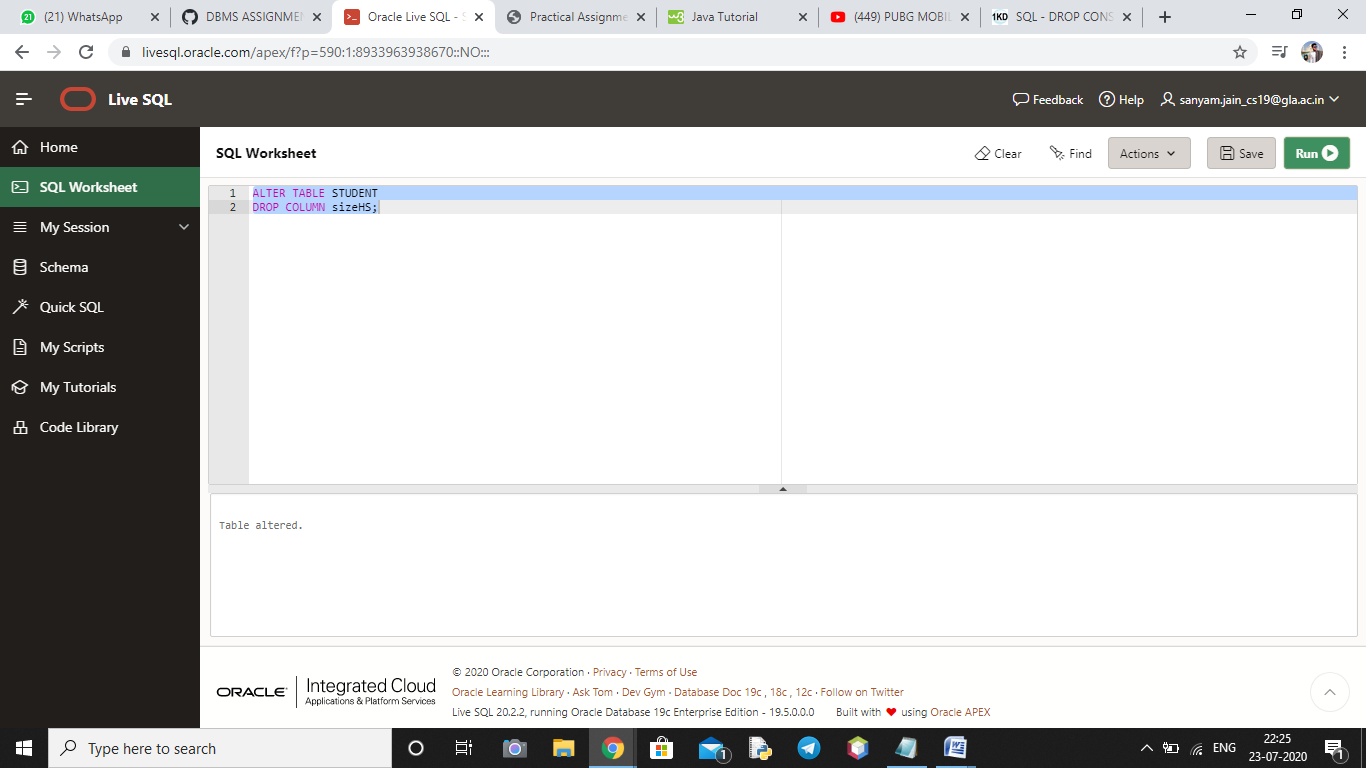 (21) WhatsApp
DBMS ASSIGNME
Oracle Live SQL - S
Practical Assignme
Java Tutorial
(449) PUBG MOBIL
1KD SQL - DROP CONS
livesql.oracle.com/apex/f?p=590:1:8933963938670::NO:::
Live SQL
Feedback
Help
sanyam.jain_cs19@gla.ac.in
Home
SQL Worksheet
My Session
Schema
Quick SQL
My Scripts
My Tutorials
Code Library
SQL Worksheet
Clear
Find
Actions
Save
Run
1 ALTER TABLE STUDENT
2 DROP COLUMN sizeHS;
Table altered.
ORACLE
Integrated Cloud
Applications & Platform Services
© 2020 Oracle Corporation · Privacy · Terms of Use
Oracle Learning Library · Ask Tom · Dev Gym · Database Doc 19c , 18c , 12c · Follow on Twitter
Live SQL 20.2.2, running Oracle Database 19c Enterprise Edition - 19.5.0.0.0 Built with ❤ using Oracle APEX
Type here to search
1
ENG
22:25
23-07-2020
1